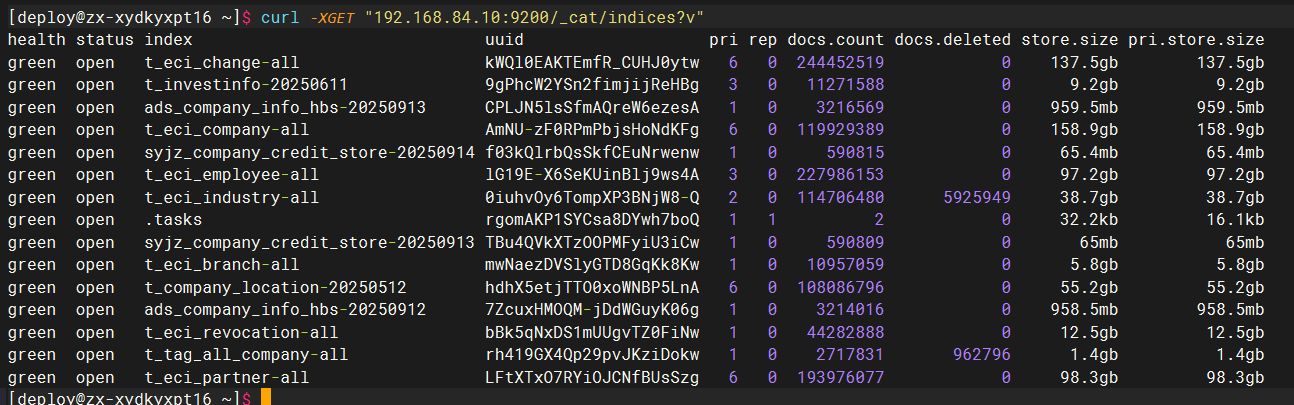 [deploy@zx-xydkyxpt16 ~]$ curl -XGET "192.168.84.10:9200/_cat/indices?v"
health status index uuid pri rep docs.count docs.deleted store.size pri.store.size
green open t_eci_change-all kWQl0EAKTEmfR_CUHJ0ytw 6 0 244452519 0 137.5gb 137.5gb
green open t_investinfo-20250611 9gPhcW2YSn2fimjijReHBg 3 0 11271588 0 9.2gb 9.2gb
green open ads_company_info_hbs-20250913 CPLJN5lsSfmAQreW6ezesA 1 0 3216569 0 959.5mb 959.5mb
green open t_eci_company-all AmNU-zF0RPmPbjsHoNdKFg 6 0 119929389 0 158.9gb 158.9gb
green open syjz_company_credit_store-20250914 f03kQlrbQsSkfCEuNrwenw 1 0 590815 0 65.4mb 65.4mb
green open t_eci_employee-all lG19E-X6SeKUinBlj9ws4A 3 0 227986153 0 97.2gb 97.2gb
green open t_eci_industry-all 0iuhvOy6TompXP3BNjW8-Q 2 0 114706480 5925949 38.7gb 38.7gb
green open .tasks rgomAKP1SYCsa8DYwh7boQ 1 1 2 0 32.2kb 16.1kb
green open syjz_company_credit_store-20250913 TBu4QVkXTzOOPMFyiU3iCw 1 0 590809 0 65mb 65mb
green open t_eci_branch-all mwNaezDVSlyGTD8GqKk8Kw 1 0 10957059 0 5.8gb 5.8gb
green open t_company_location-20250512 hdhX5etjTTO0xoWNBP5LnA 6 0 108086796 0 55.2gb 55.2gb
green open ads_company_info_hbs-20250912 7ZcuxHMOQM-jDdWGuyK06g 1 0 3214016 0 958.5mb 958.5mb
green open t_eci_revocation-all bBk5qNxDS1mUUgvTZ0FiNw 1 0 44282888 0 12.5gb 12.5gb
green open t_tag_all_company-all rh419GX4Qp29pvJKziDokw 1 0 2717831 962796 1.4gb 1.4gb
green open t_eci_partner-all LFtXTxO7RYiOJCNfBUsSzg 6 0 193976077 0 98.3gb 98.3gb
[deploy@zx-xydkyxpt16 ~]$